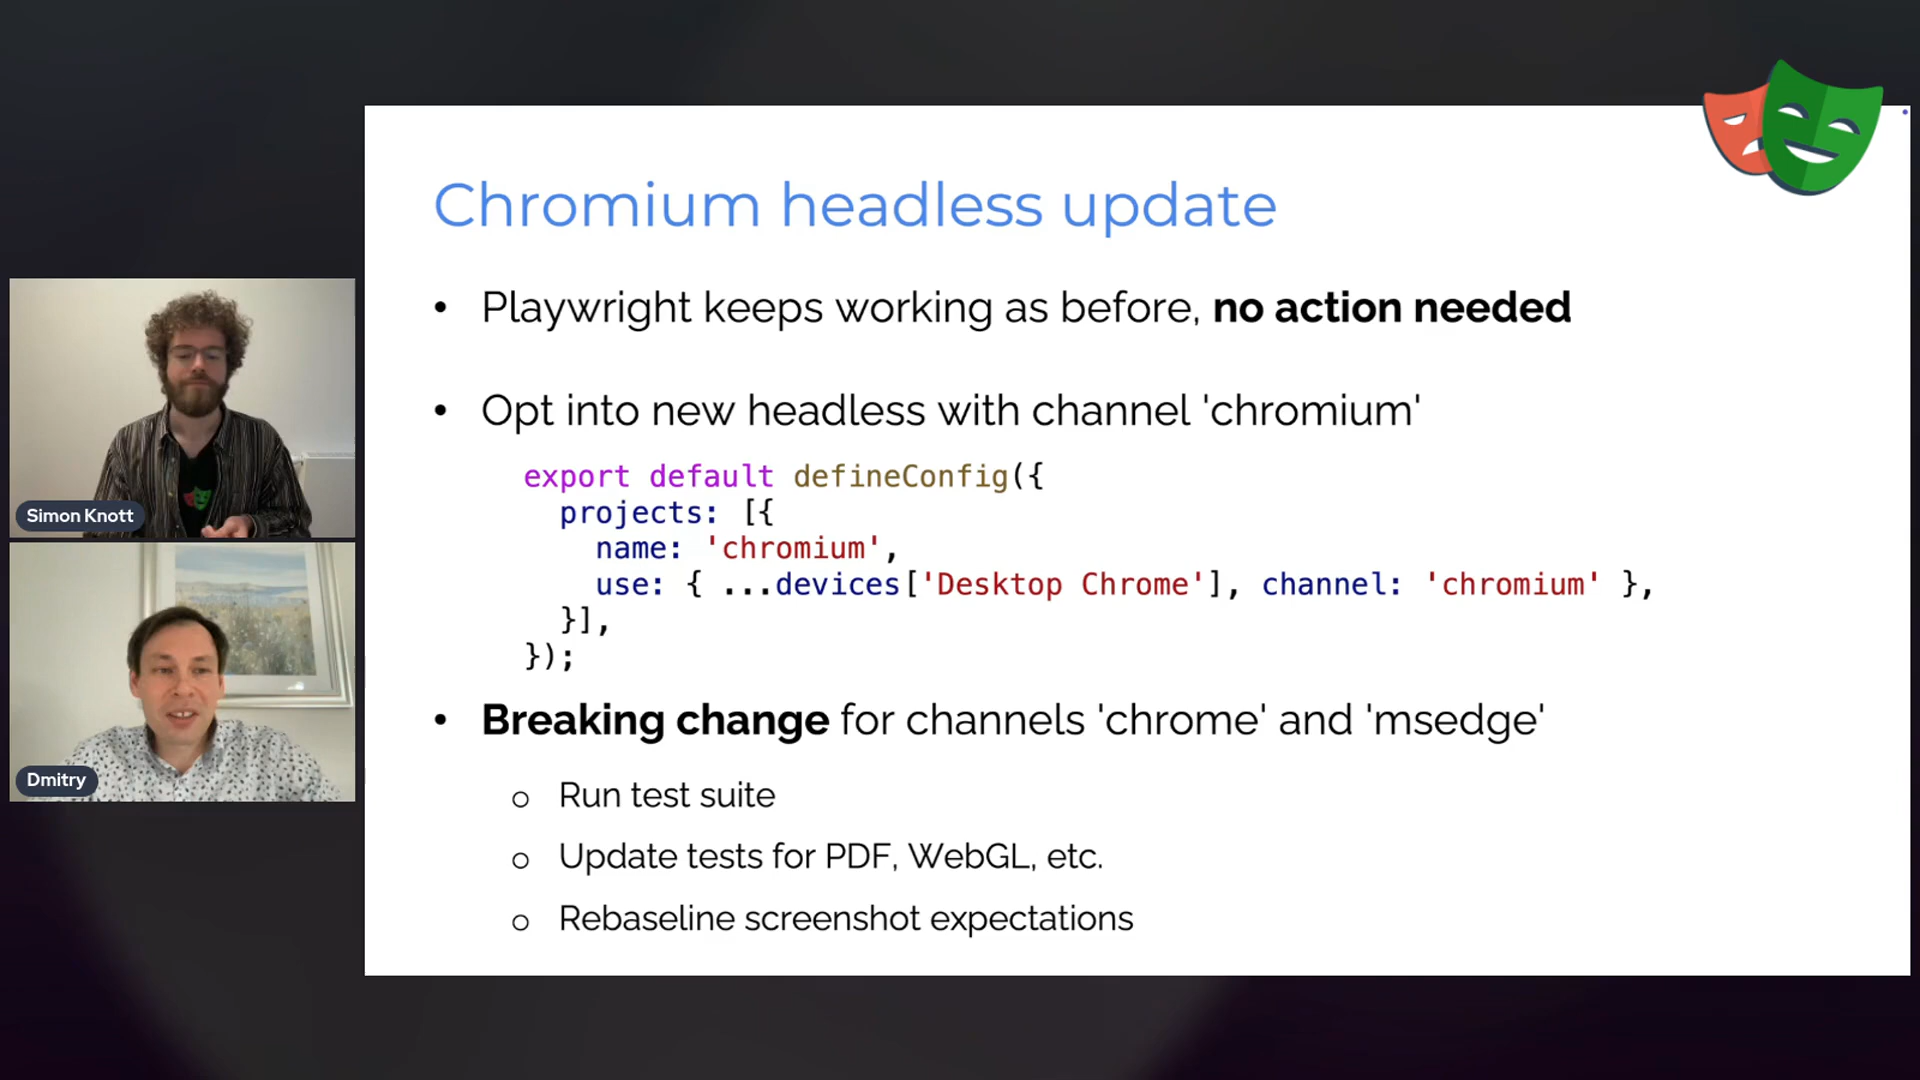 Chromium headless update
• Playwright keeps working as before, no action needed
• Opt into new headless with channel 'chromium'
export default defineConfig({
projects: [{
name: 'chromium',
use: { ...devices['Desktop Chrome'], channel: 'chromium' },
}],
});
• Breaking change for channels 'chrome' and 'msedge'
o Run test suite
o Update tests for PDF, WebGL, etc.
o Rebaseline screenshot expectations
Simon Knott
Dmitry